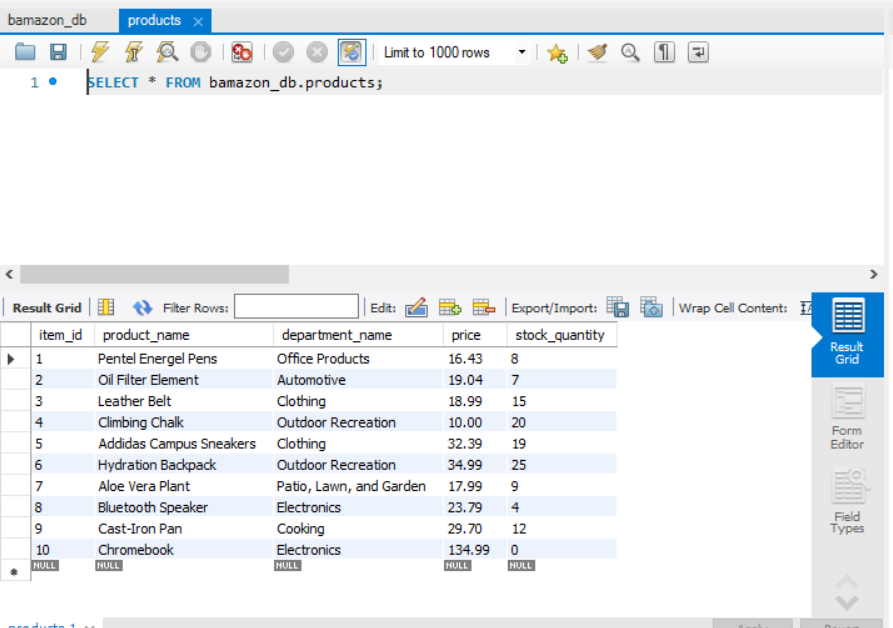 bamazon_db products
Limit to 1000 rows
1 SELECT * FROM bamazon_db.products;
Result Grid Filter Rows: Edit: Export/Import: Wrap Cell Content:
item_id product_name department_name price stock_quantity
1 Pentel Energel Pens Office Products 16.43 8
2 Oil Filter Element Automotive 19.04 7
3 Leather Belt Clothing 18.99 15
4 Climbing Chalk Outdoor Recreation 10.00 20
5 Addidas Campus Sneakers Clothing 32.39 19
6 Hydration Backpack Outdoor Recreation 34.99 25
7 Aloe Vera Plant Patio, Lawn, and Garden 17.99 9
8 Bluetooth Speaker Electronics 23.79 4
9 Cast-Iron Pan Cooking 29.70 12
10 Chromebook Electronics 134.99 0
NULL NULL NULL NULL NULL
Result
Grid
Form
Editor
Field
Types
products 1